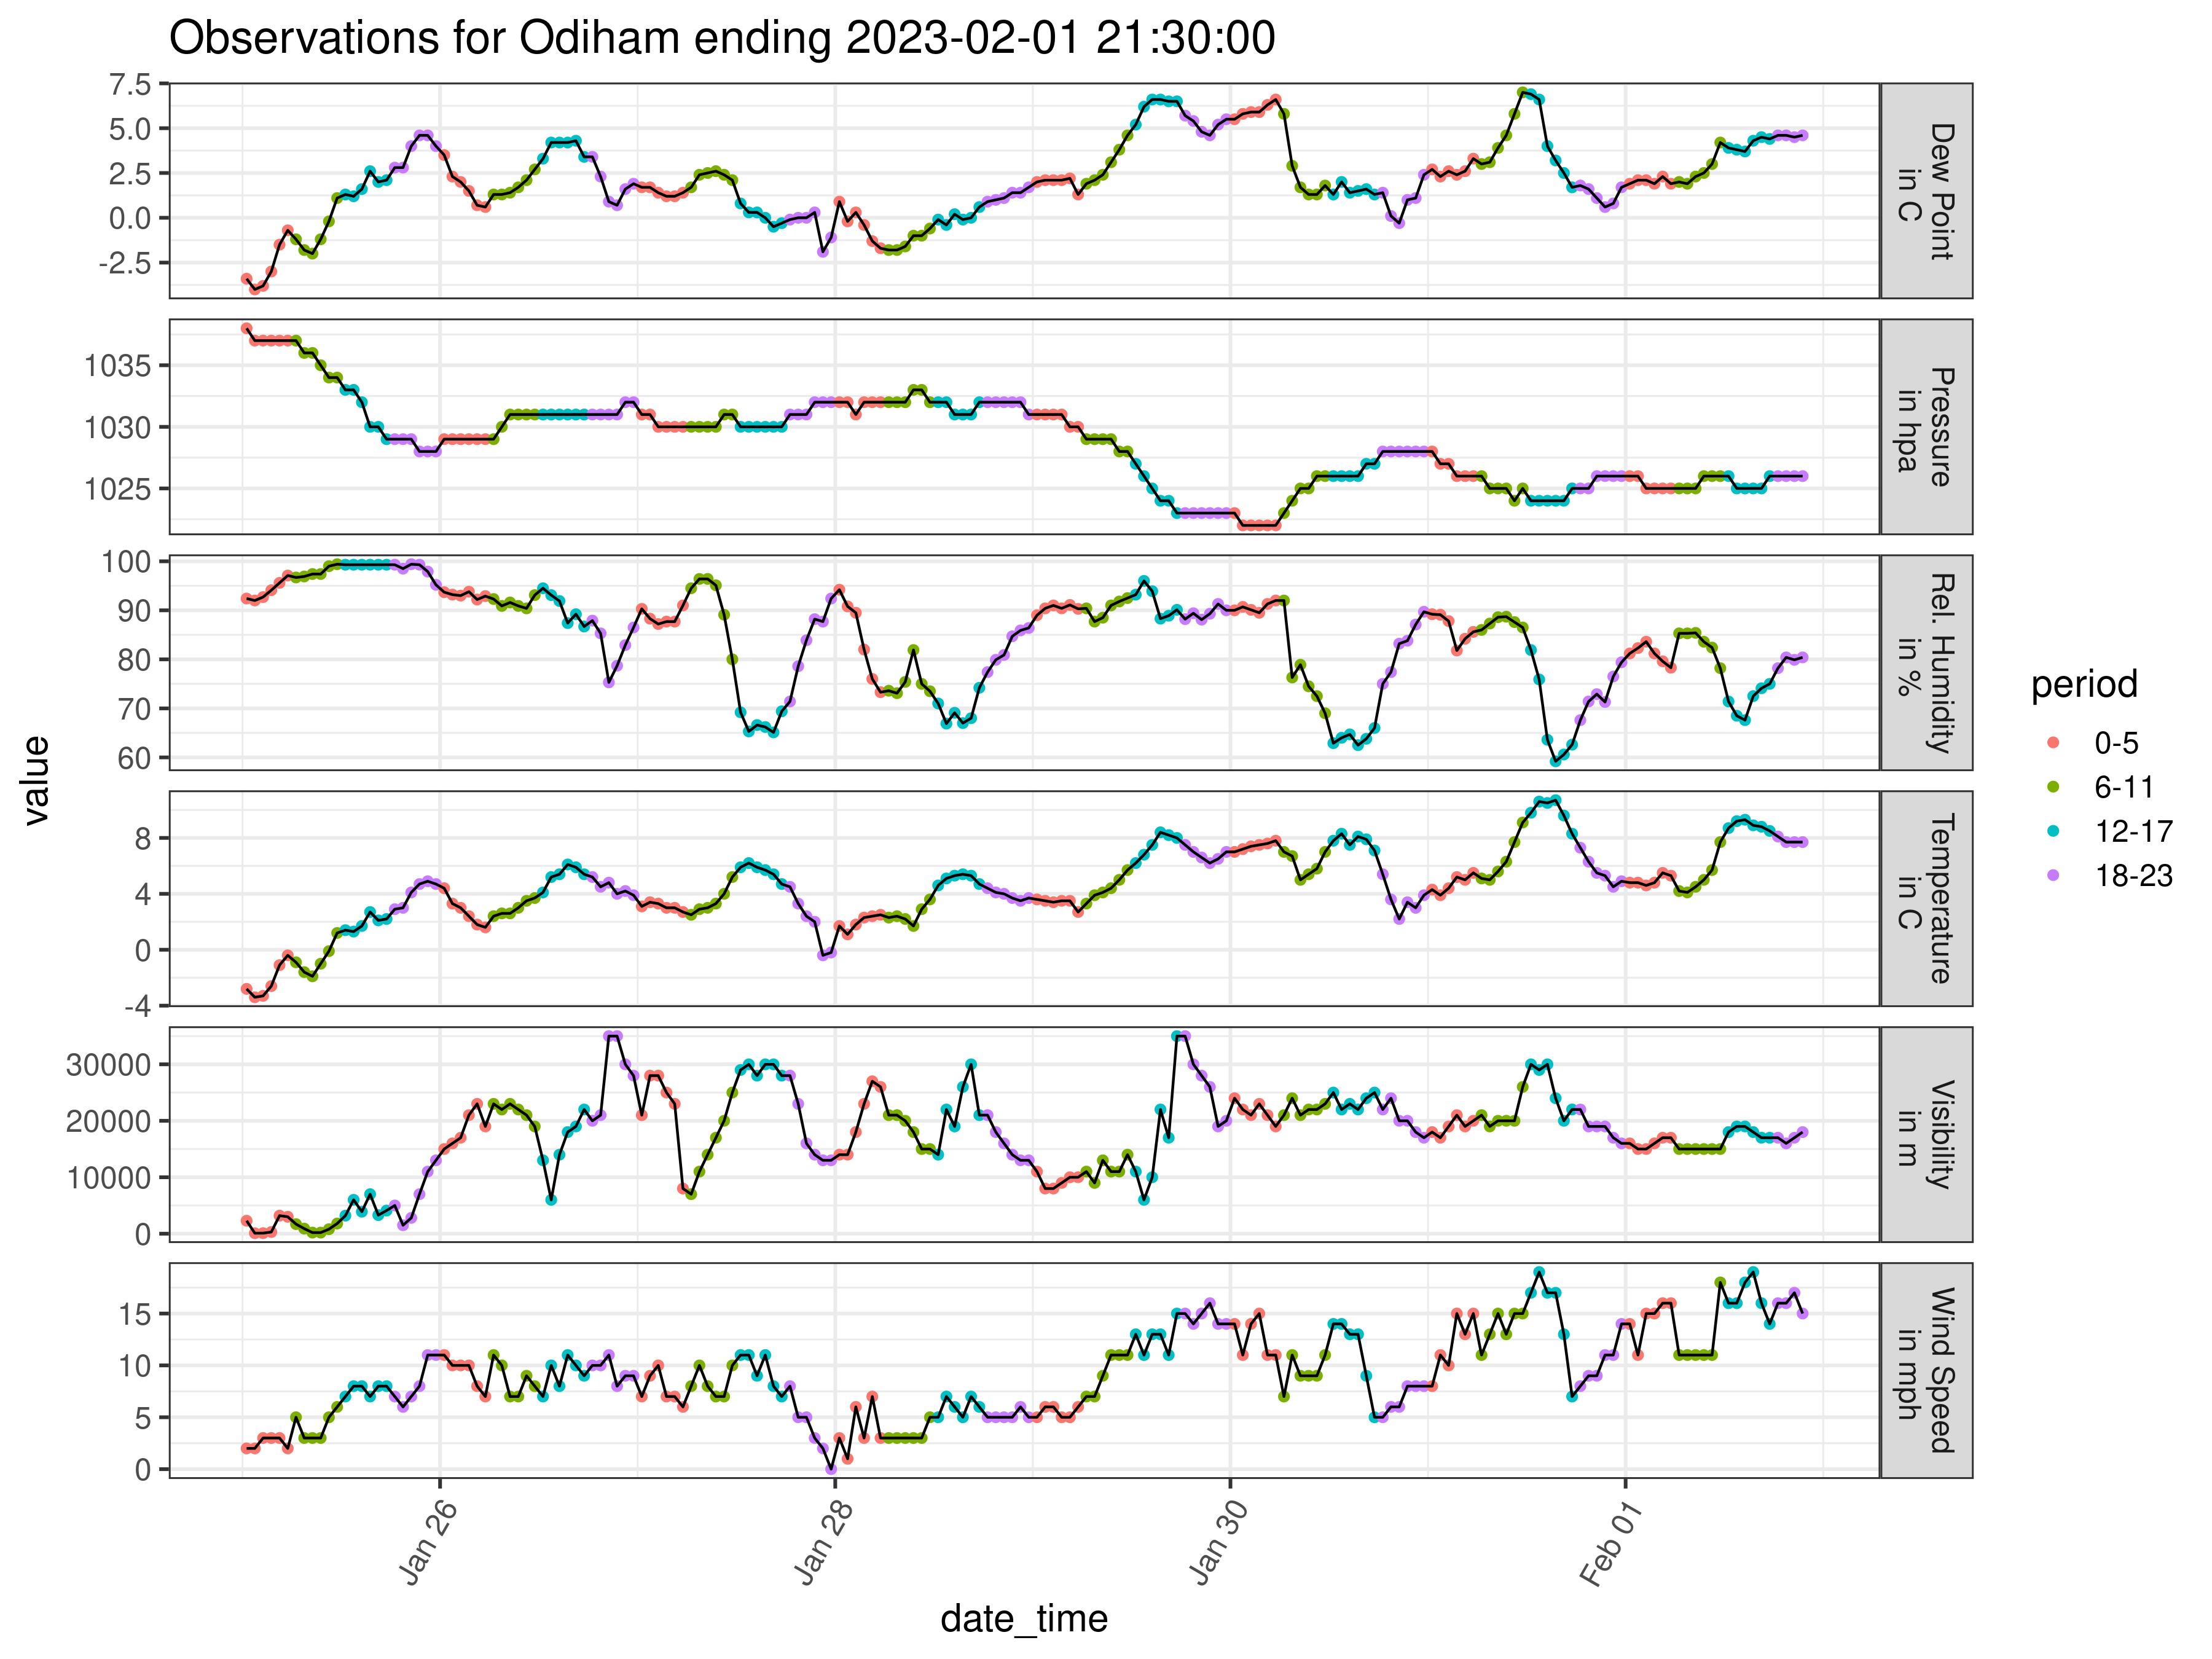 Observations for Odiham ending 2023-02-01 21:30:00
value
7.5
5.0
2.5
0.0
-2.5
Dew Point
in C
1035
1030
1025
Pressure
in hpa
100
90
80
70
60
Rel. Humidity
in %
8
4
0
-4
Temperature
in C
30000
20000
10000
0
Visibility
in m
15
10
5
0
Wind Speed
in mph
Jan 26
Jan 28
Jan 30
Feb 01
date_time
period
0-5
6-11
12-17
18-23